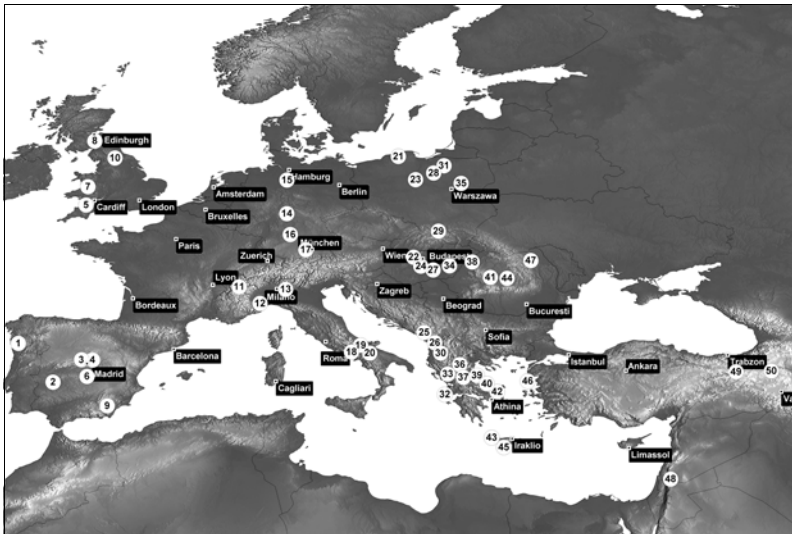 21
8 Edinburgh
10
31
28
Hamburg
15
23
35
7
Amsterdam
Berlin
Warszawa
5 Cardiff
London
Bruxelles
14
29
16
Paris
München
17
Wien
22
Budapest
Zuerich
24
27
34
38
47
41
44
Lyon
11
Zagreb
13
Milano
12
Bordeaux
Beograd
Bucuresti
25
Sofia
1
26
19
Roma
18
20
30
Barcelona
Istanbul
Trabzon
3
4
36
Ankara
49
50
Madrid
6
33
37
39
46
2
Cagliari
40
32
42
9
Athina
43
Iraklio
45
Limassol
48